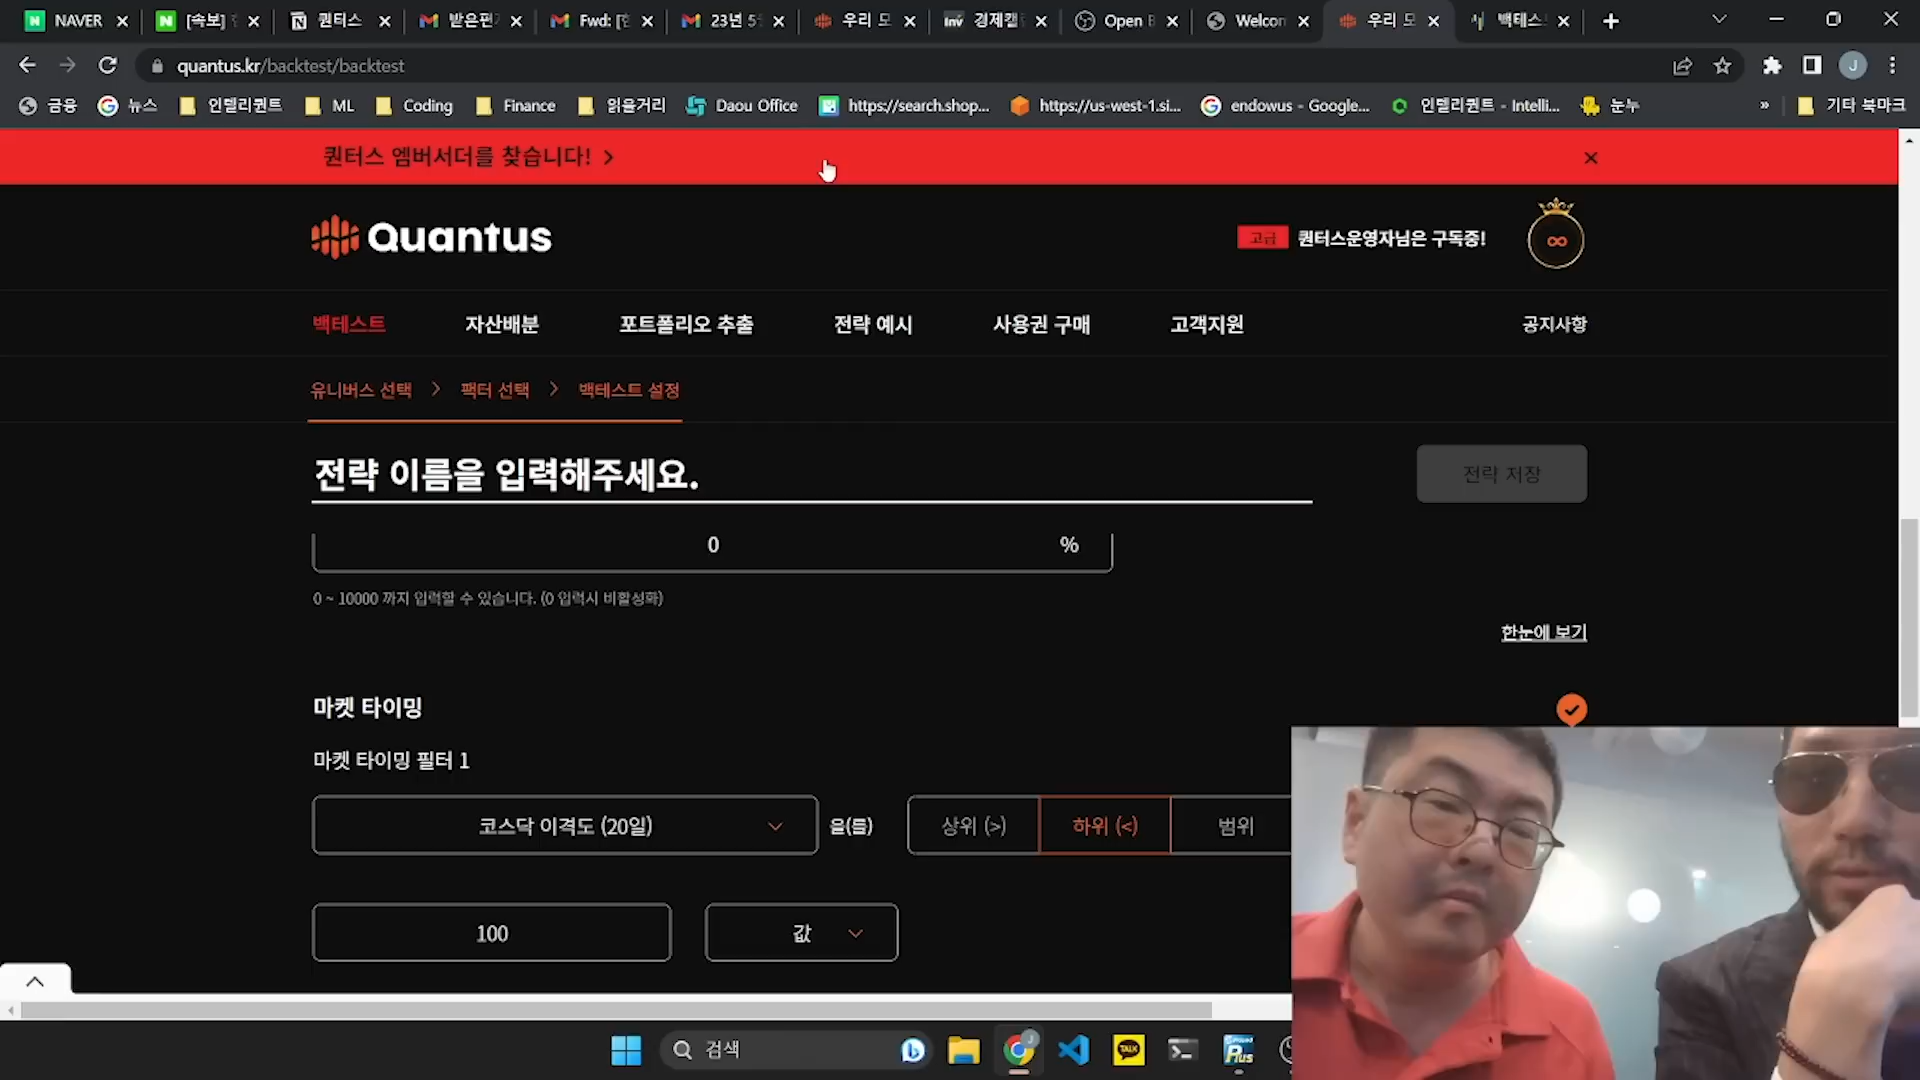 NAVER
[속보]
퀀터스
Fwd: [한
23년 5
우리 모
Open B
Welcon
우리 모
백테스
quantus.kr/backtest/backtest
금융
뉴스
인텔리퀀트
ML
Coding
Finance
읽을거리
Daou Office
https://search.shop...
https://us-west-1.si...
endowus - Google...
인텔리퀀트 - Intelli...
눈누
»
기타 북마크
퀀터스 엠버서더를 찾습니다! >
Quantus
고급 퀀터스운영자님은 구독중!
백테스트 자산배분 포트폴리오 추출 전략 예시 사용권 구매 고객지원 공지사항
유니버스 선택 > 팩터 선택 > 백테스트 설정
전략 이름을 입력해주세요.
전략 저장
0 %
0 ~ 10000 까지 입력할 수 있습니다. (0 입력시 비활성화)
한눈에 보기
마켓 타이밍
마켓 타이밍 필터 1
코스닥 이격도 (20일) 을(를) 상위 (>) 하위 (<) 범위
100 값
검색
TALK